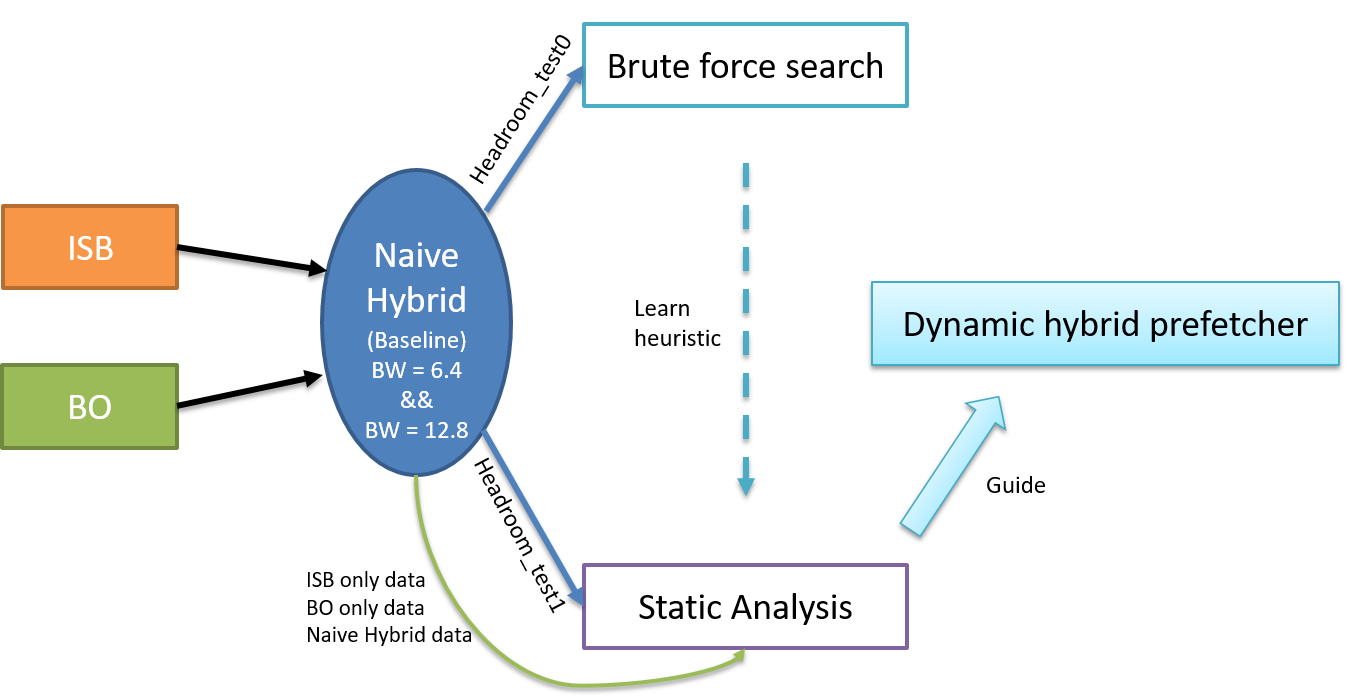 Headroom_test0
Brute force search
ISB
BO
Naive
Hybrid
(Baseline)
BW = 6.4
&&
BW = 12.8
Learn
heuristic
Dynamic hybrid prefetcher
Headroom_test1
Guide
ISB only data
BO only data
Naive Hybrid data
Static Analysis